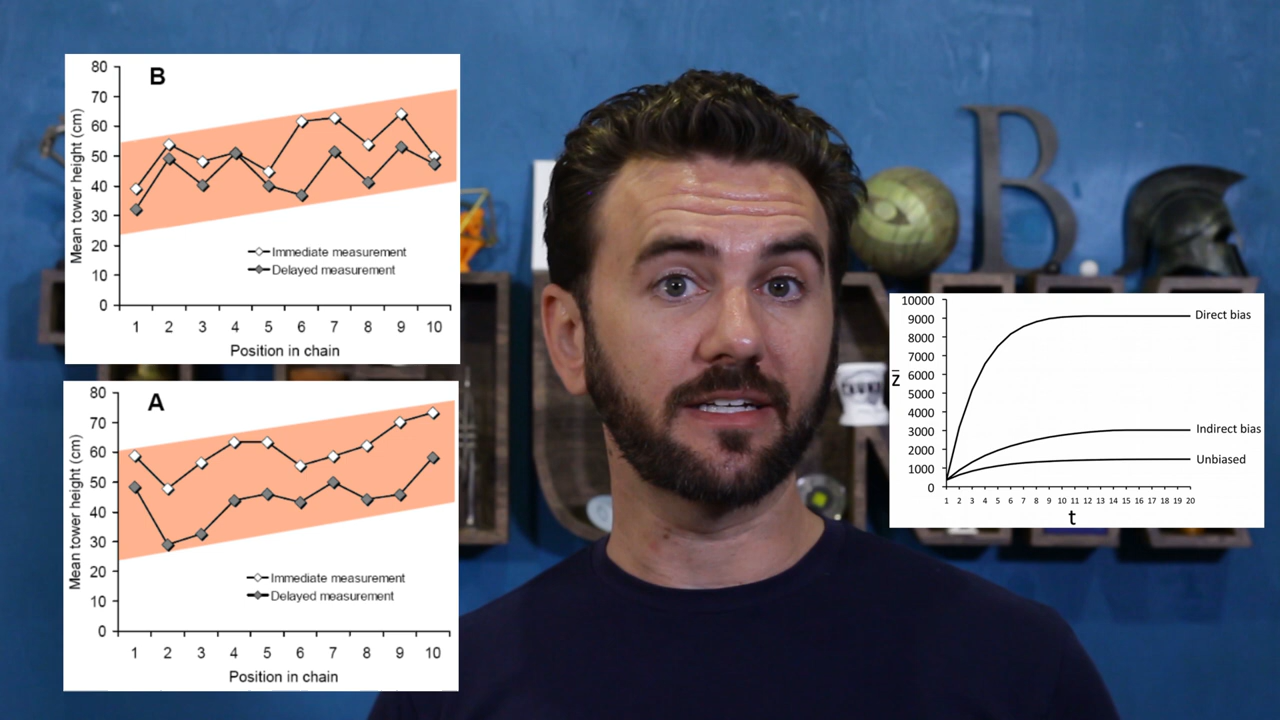 B
80
70
60
50
40
30
20
10
0
Mean tower height (cm)
Immediate measurement
Delayed measurement
1 2 3 4 5 6 7 8 9 10
Position in chain
A
80
70
60
50
40
30
20
10
0
Mean tower height (cm)
Immediate measurement
Delayed measurement
1 2 3 4 5 6 7 8 9 10
Position in chain
B
10000
9000
8000
7000
6000
5000
4000
3000
2000
1000
0
z̄
Direct bias
Indirect bias
Unbiased
1 2 3 4 5 6 7 8 9 10 11 12 13 14 15 16 17 18 19 20
t